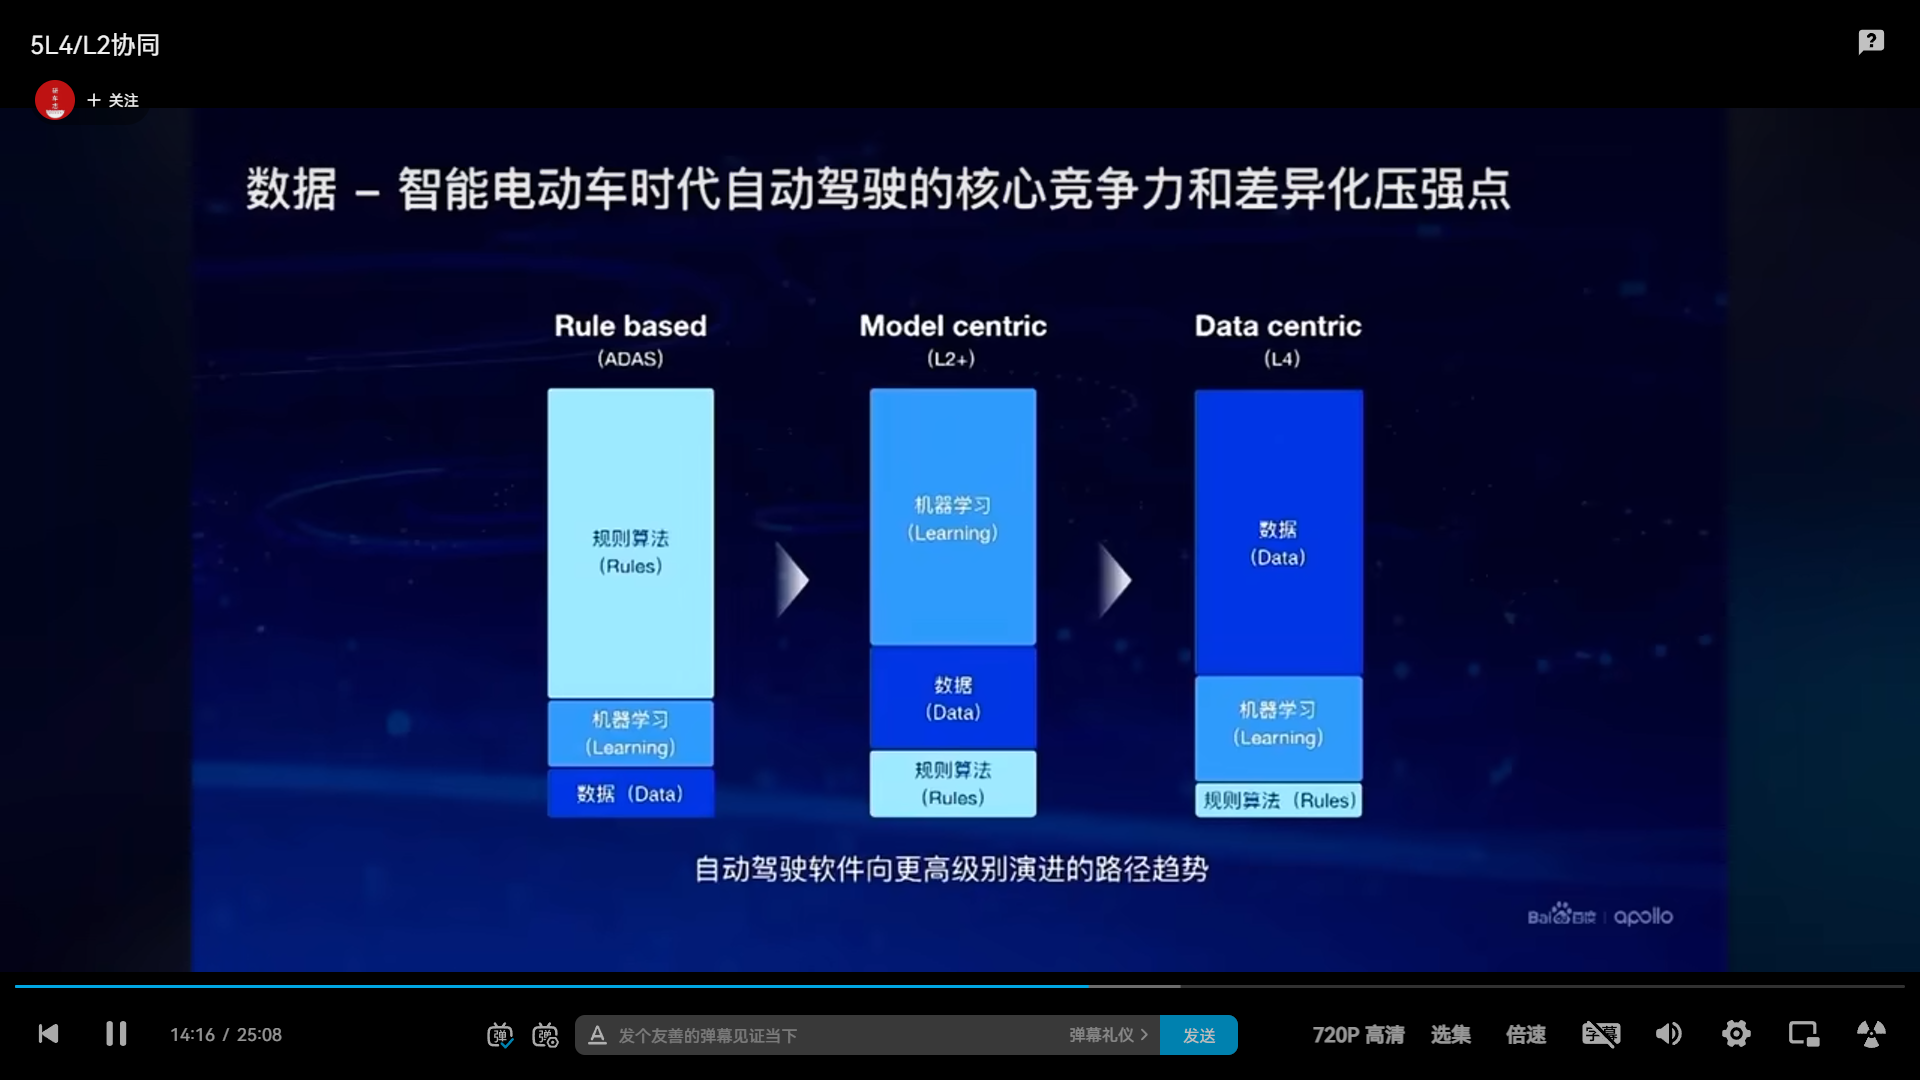 5L4/L2协同
+ 关注
数据 – 智能电动车时代自动驾驶的核心竞争力和差异化压强点
Rule based
(ADAS)
Model centric
(L2+)
Data centric
(L4)
规则算法
(Rules)
机器学习
(Learning)
数据 (Data)
机器学习
(Learning)
数据
(Data)
规则算法
(Rules)
数据
(Data)
机器学习
(Learning)
规则算法 (Rules)
自动驾驶软件向更高级别演进的路径趋势
Bai百度 | apollo
14:16 / 25:08
弹
弹
A 发个友善的弹幕见证当下
弹幕礼仪
发送
720P 高清
选集
倍速
字幕